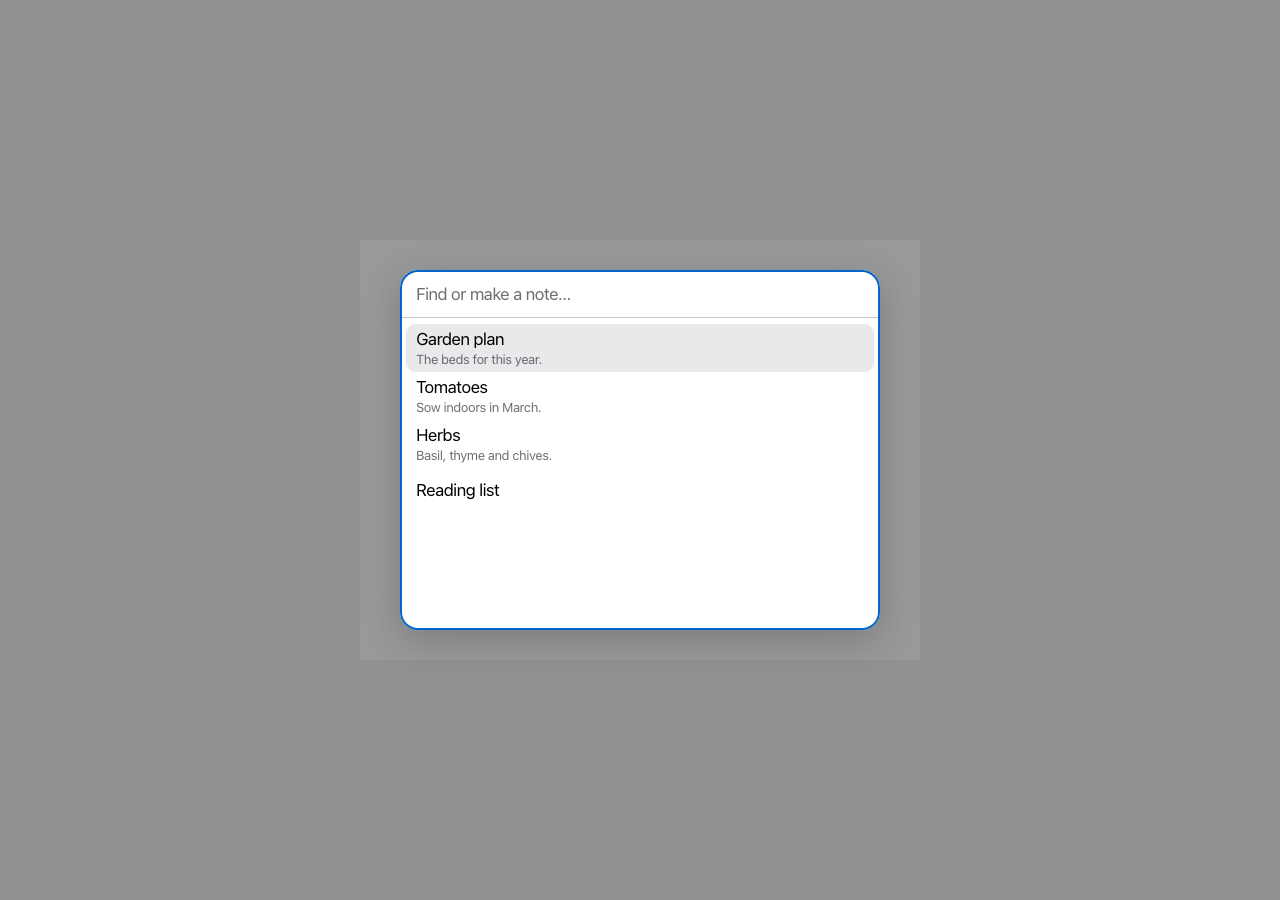 Find or make a note…
Garden plan
The beds for this year.
Tomatoes
Sow indoors in March.
Herbs
Basil, thyme and chives.
Reading list